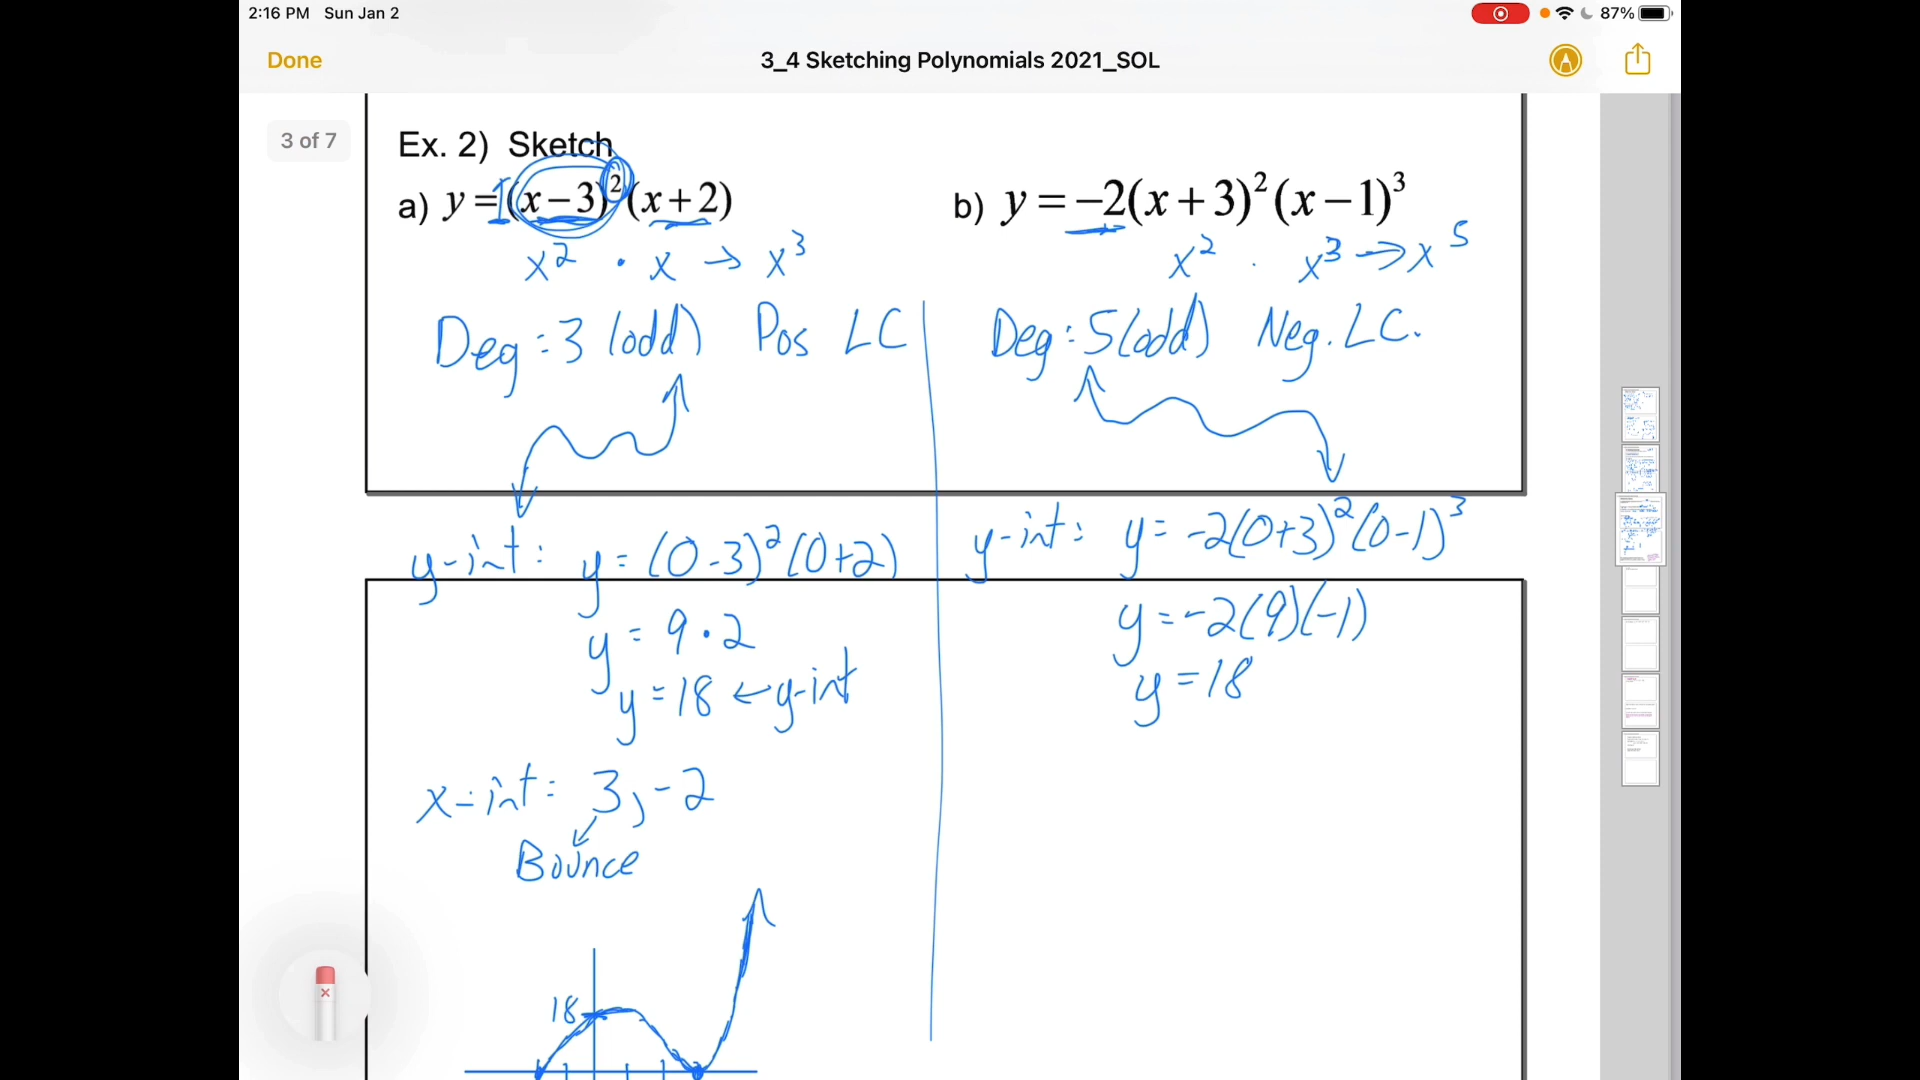 2:16 PM Sun Jan 2
87%
Done
3_4 Sketching Polynomials 2021_SOL
3 of 7
Ex. 2) Sketch
a) y = 1(x − 3)²(x + 2)
x² · x → x³
Deg: 3 (odd) Pos LC
y-int: y = (0-3)²(0+2)
y = 9 · 2
y = 18 ← y-int
x-int: 3, -2
Bounce
18
b) y = −2(x + 3)²(x − 1)³
x² · x³ → x⁵
Deg: 5 (odd) Neg. LC.
y-int: y = -2(0+3)²(0-1)³
y = -2(9)(-1)
y = 18